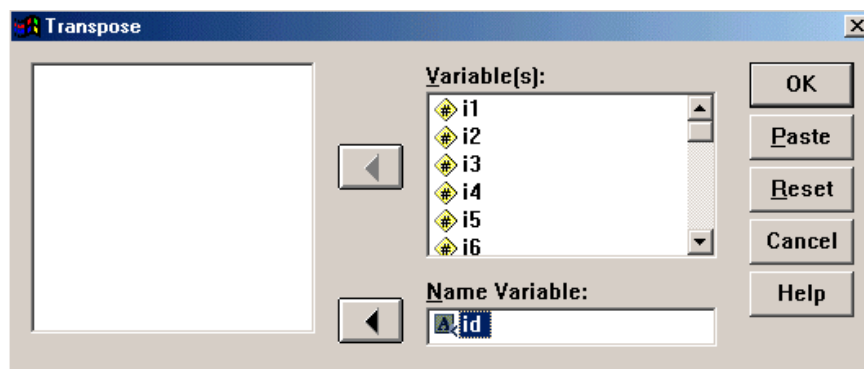 Transpose
Variable(s):
i1
i2
i3
i4
i5
i6
Name Variable:
id
OK
Paste
Reset
Cancel
Help